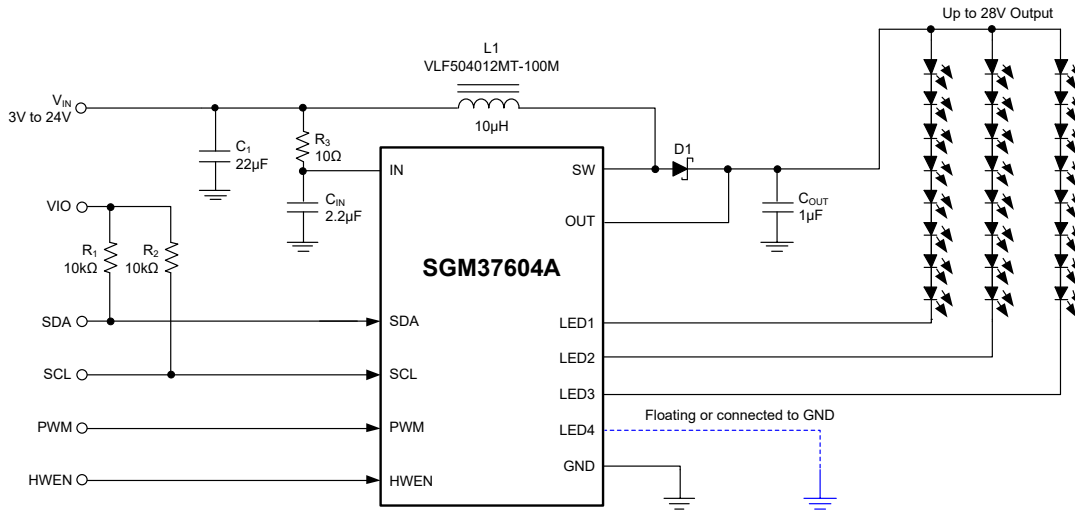 Up to 28V Output
L1
VLF504012MT-100M
10μH
VIN
3V to 24V
R3
10Ω
C1
22μF
D1
IN
SW
CIN
2.2μF
COUT
1μF
OUT
VIO
R1
10kΩ
R2
10kΩ
SGM37604A
SDA
SDA
LED1
SCL
SCL
LED2
LED3
Floating or connected to GND
PWM
PWM
LED4
GND
HWEN
HWEN